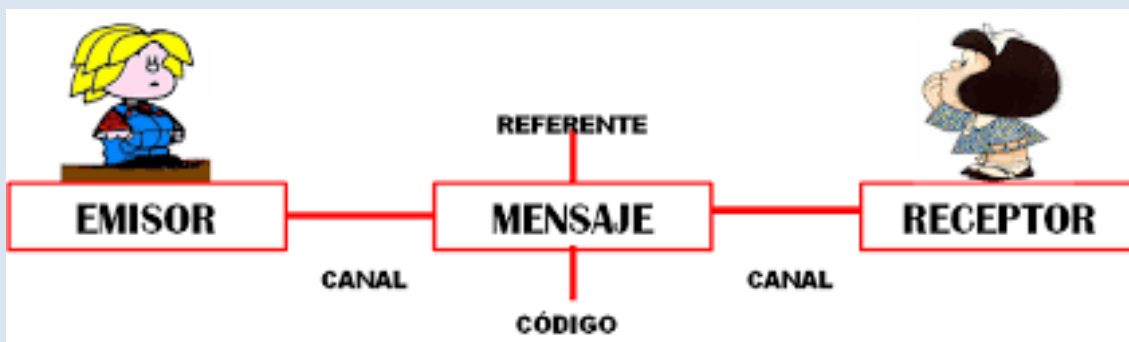 REFERENTE
EMISOR MENSAJE RECEPTOR
CANAL CANAL
CÓDIGO